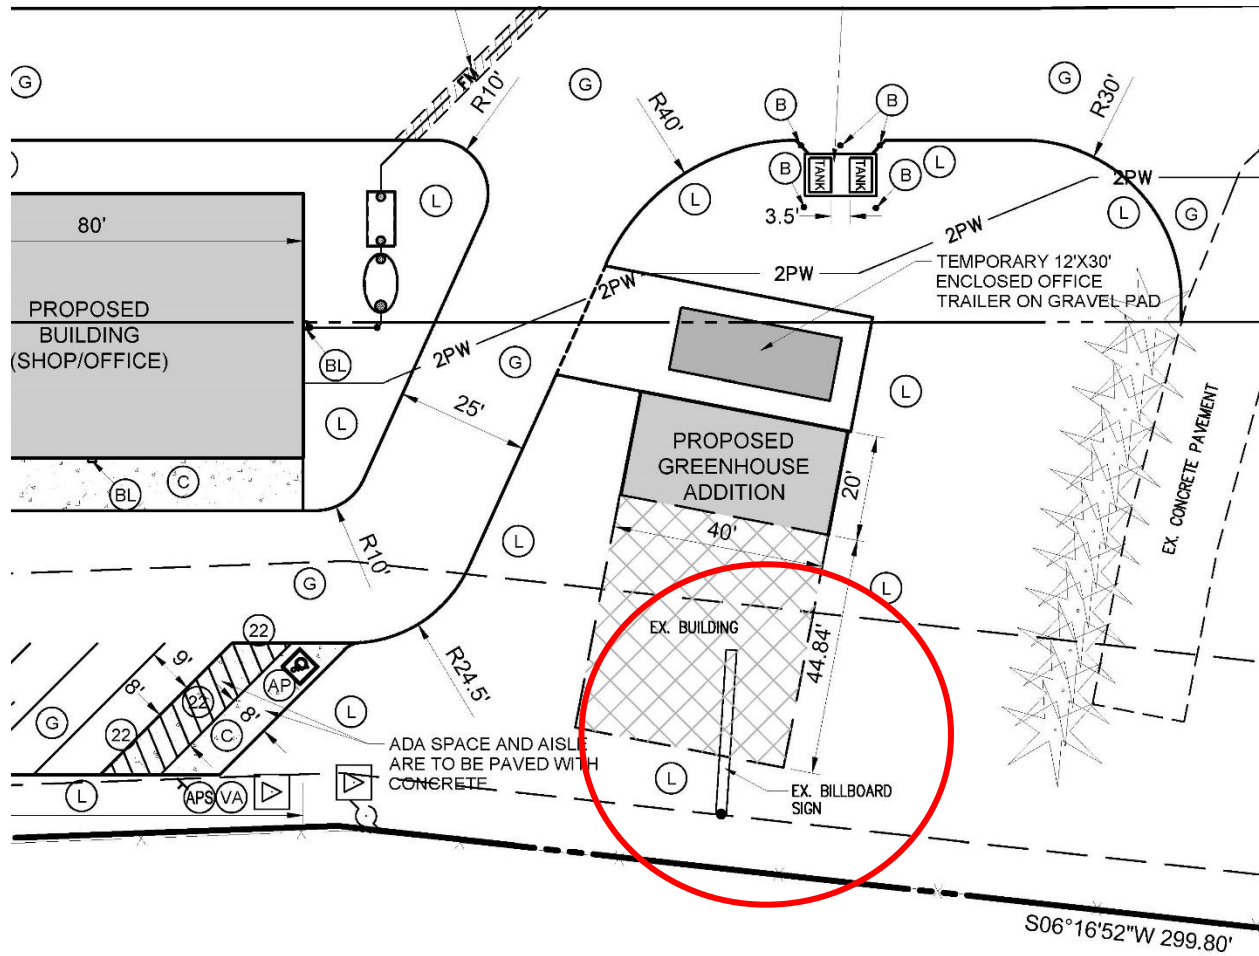 FM
R10'
G
G
R40'
B
B
G
R30'
L
L
TANK
TANK
B
B
L
2PW
L
G
3.5'
2PW
80'
TEMPORARY 12'X30'
ENCLOSED OFFICE
TRAILER ON GRAVEL PAD
2PW
2PW
PROPOSED
BUILDING
(SHOP/OFFICE)
BL
2PW
G
L
25'
L
PROPOSED
GREENHOUSE
ADDITION
20'
EX. CONCRETE PAVEMENT
BL
C
R10'
L
40'
G
L
22
EX. BUILDING
44.84'
R24.5'
9'
8'
22
AP
G
22
C
8'
L
ADA SPACE AND AISLE
ARE TO BE PAVED WITH
CONCRETE
L
L
APS
VA
EX. BILLBOARD
SIGN
S06°16'52"W 299.80'